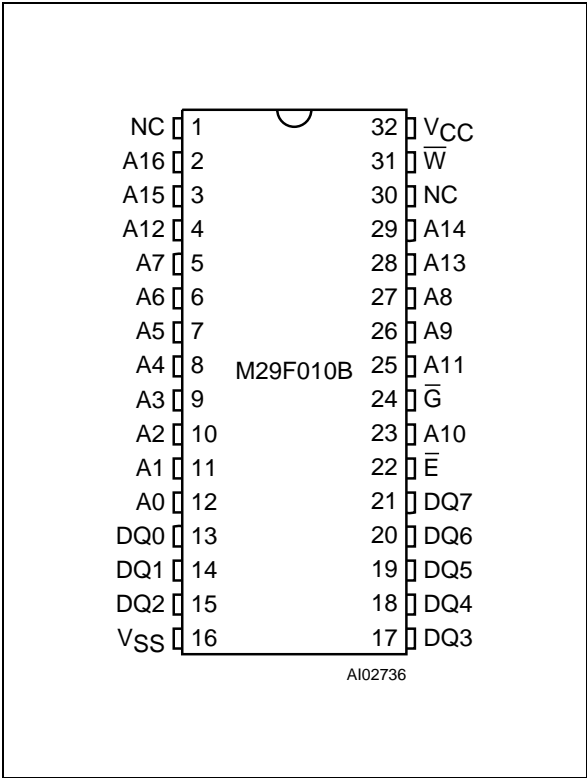 NC 1 32 VCC
A16 2 31 W̅
A15 3 30 NC
A12 4 29 A14
A7 5 28 A13
A6 6 27 A8
A5 7 26 A9
A4 8 M29F010B 25 A11
A3 9 24 G̅
A2 10 23 A10
A1 11 22 E̅
A0 12 21 DQ7
DQ0 13 20 DQ6
DQ1 14 19 DQ5
DQ2 15 18 DQ4
VSS 16 17 DQ3
AI02736